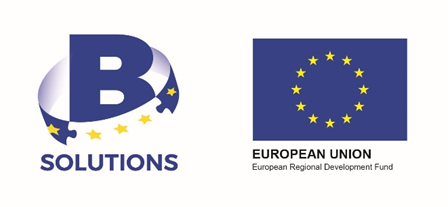 B
SOLUTIONS
EUROPEAN UNION
European Regional Development Fund